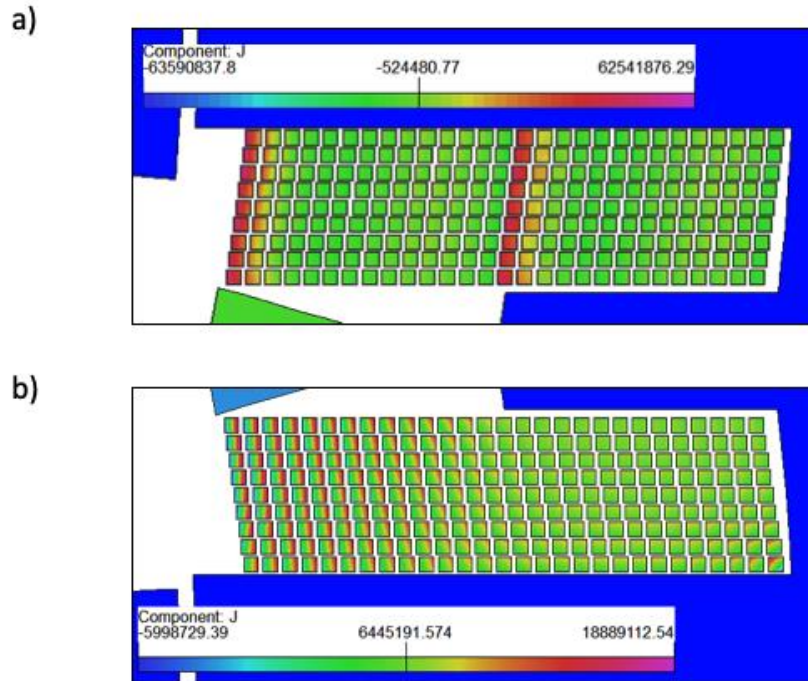 a)
Component: J
-63590837.8 -524480.77 62541876.29
b)
Component: J
-5998729.39 6445191.574 18889112.54